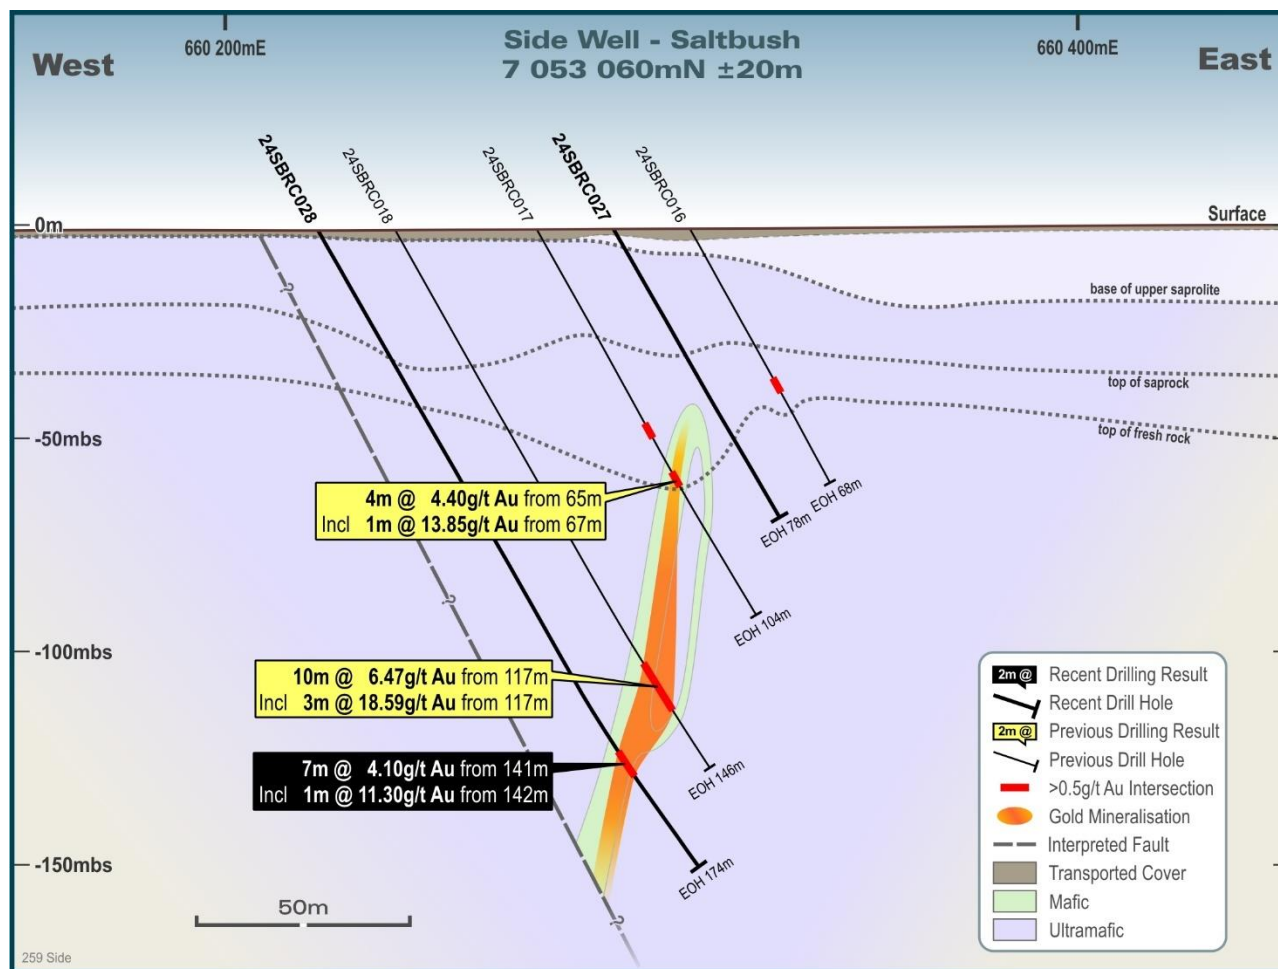 660 200mE
Side Well - Saltbush
660 400mE
West
7 053 060mN ±20m
East
24SBRC028
24SBRC018
24SBRC017
24SBRC027
24SBRC016
0m
Surface
base of upper saprolite
top of saprock
top of fresh rock
-50mbs
4m @ 4.40g/t Au from 65m
Incl 1m @ 13.85g/t Au from 67m
EOH 68m
EOH 78m
EOH 104m
-100mbs
10m @ 6.47g/t Au from 117m
Incl 3m @ 18.59g/t Au from 117m
7m @ 4.10g/t Au from 141m
Incl 1m @ 11.30g/t Au from 142m
EOH 146m
-150mbs
EOH 174m
?
?
?
50m
2m @ Recent Drilling Result
Recent Drill Hole
2m @ Previous Drilling Result
Previous Drill Hole
>0.5g/t Au Intersection
Gold Mineralisation
Interpreted Fault
Transported Cover
Mafic
Ultramafic
259 Side